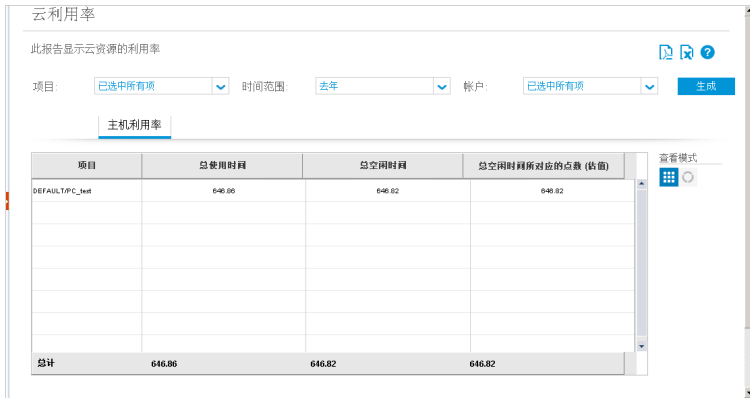 云利用率
此报告显示云资源的利用率
项目: 已选中所有项 时间范围: 去年 帐户: 已选中所有项 生成
主机利用率
查看模式
项目 总使用时间 总空闲时间 总空闲时间所对应的点数 (估值)
DEFAULT/PC_test 646.86 646.82 646.82
总计 646.86 646.82 646.82